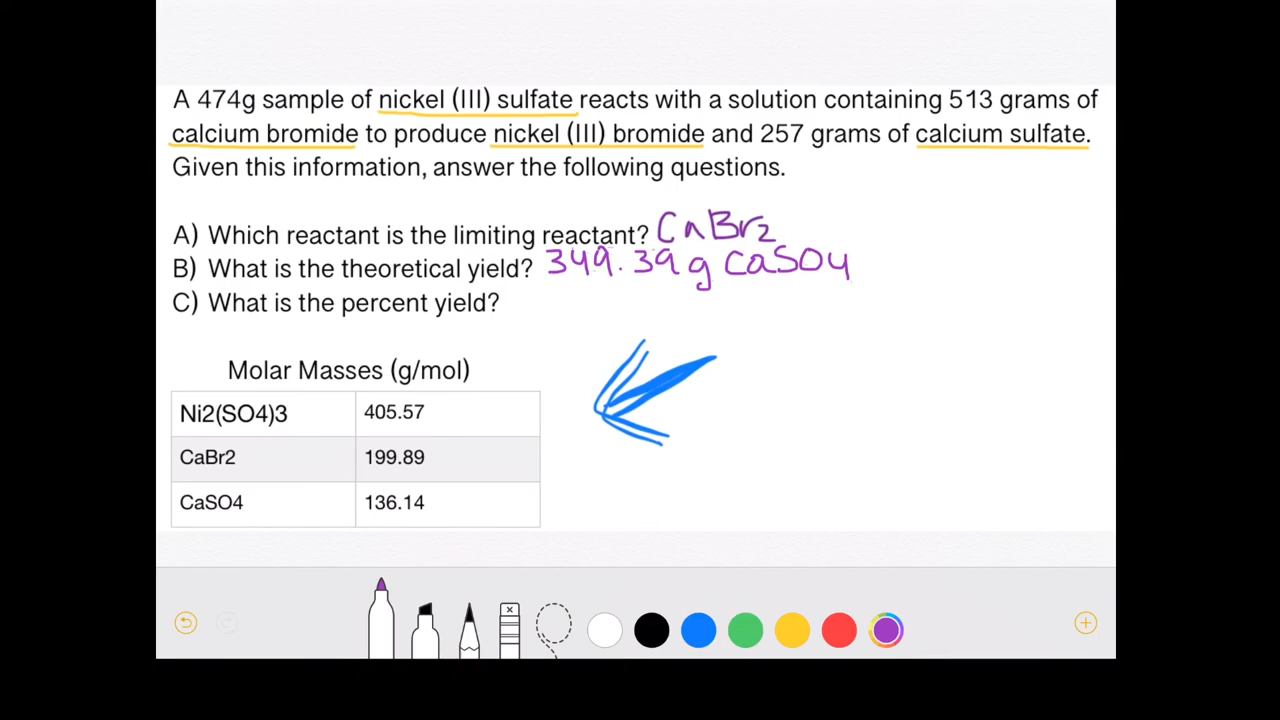 A 474g sample of nickel (III) sulfate reacts with a solution containing 513 grams of
calcium bromide to produce nickel (III) bromide and 257 grams of calcium sulfate.
Given this information, answer the following questions.
A) Which reactant is the limiting reactant? CaBr2
B) What is the theoretical yield? 349.39 g CaSO4
C) What is the percent yield?
Molar Masses (g/mol)
Ni2(SO4)3 405.57
CaBr2 199.89
CaSO4 136.14